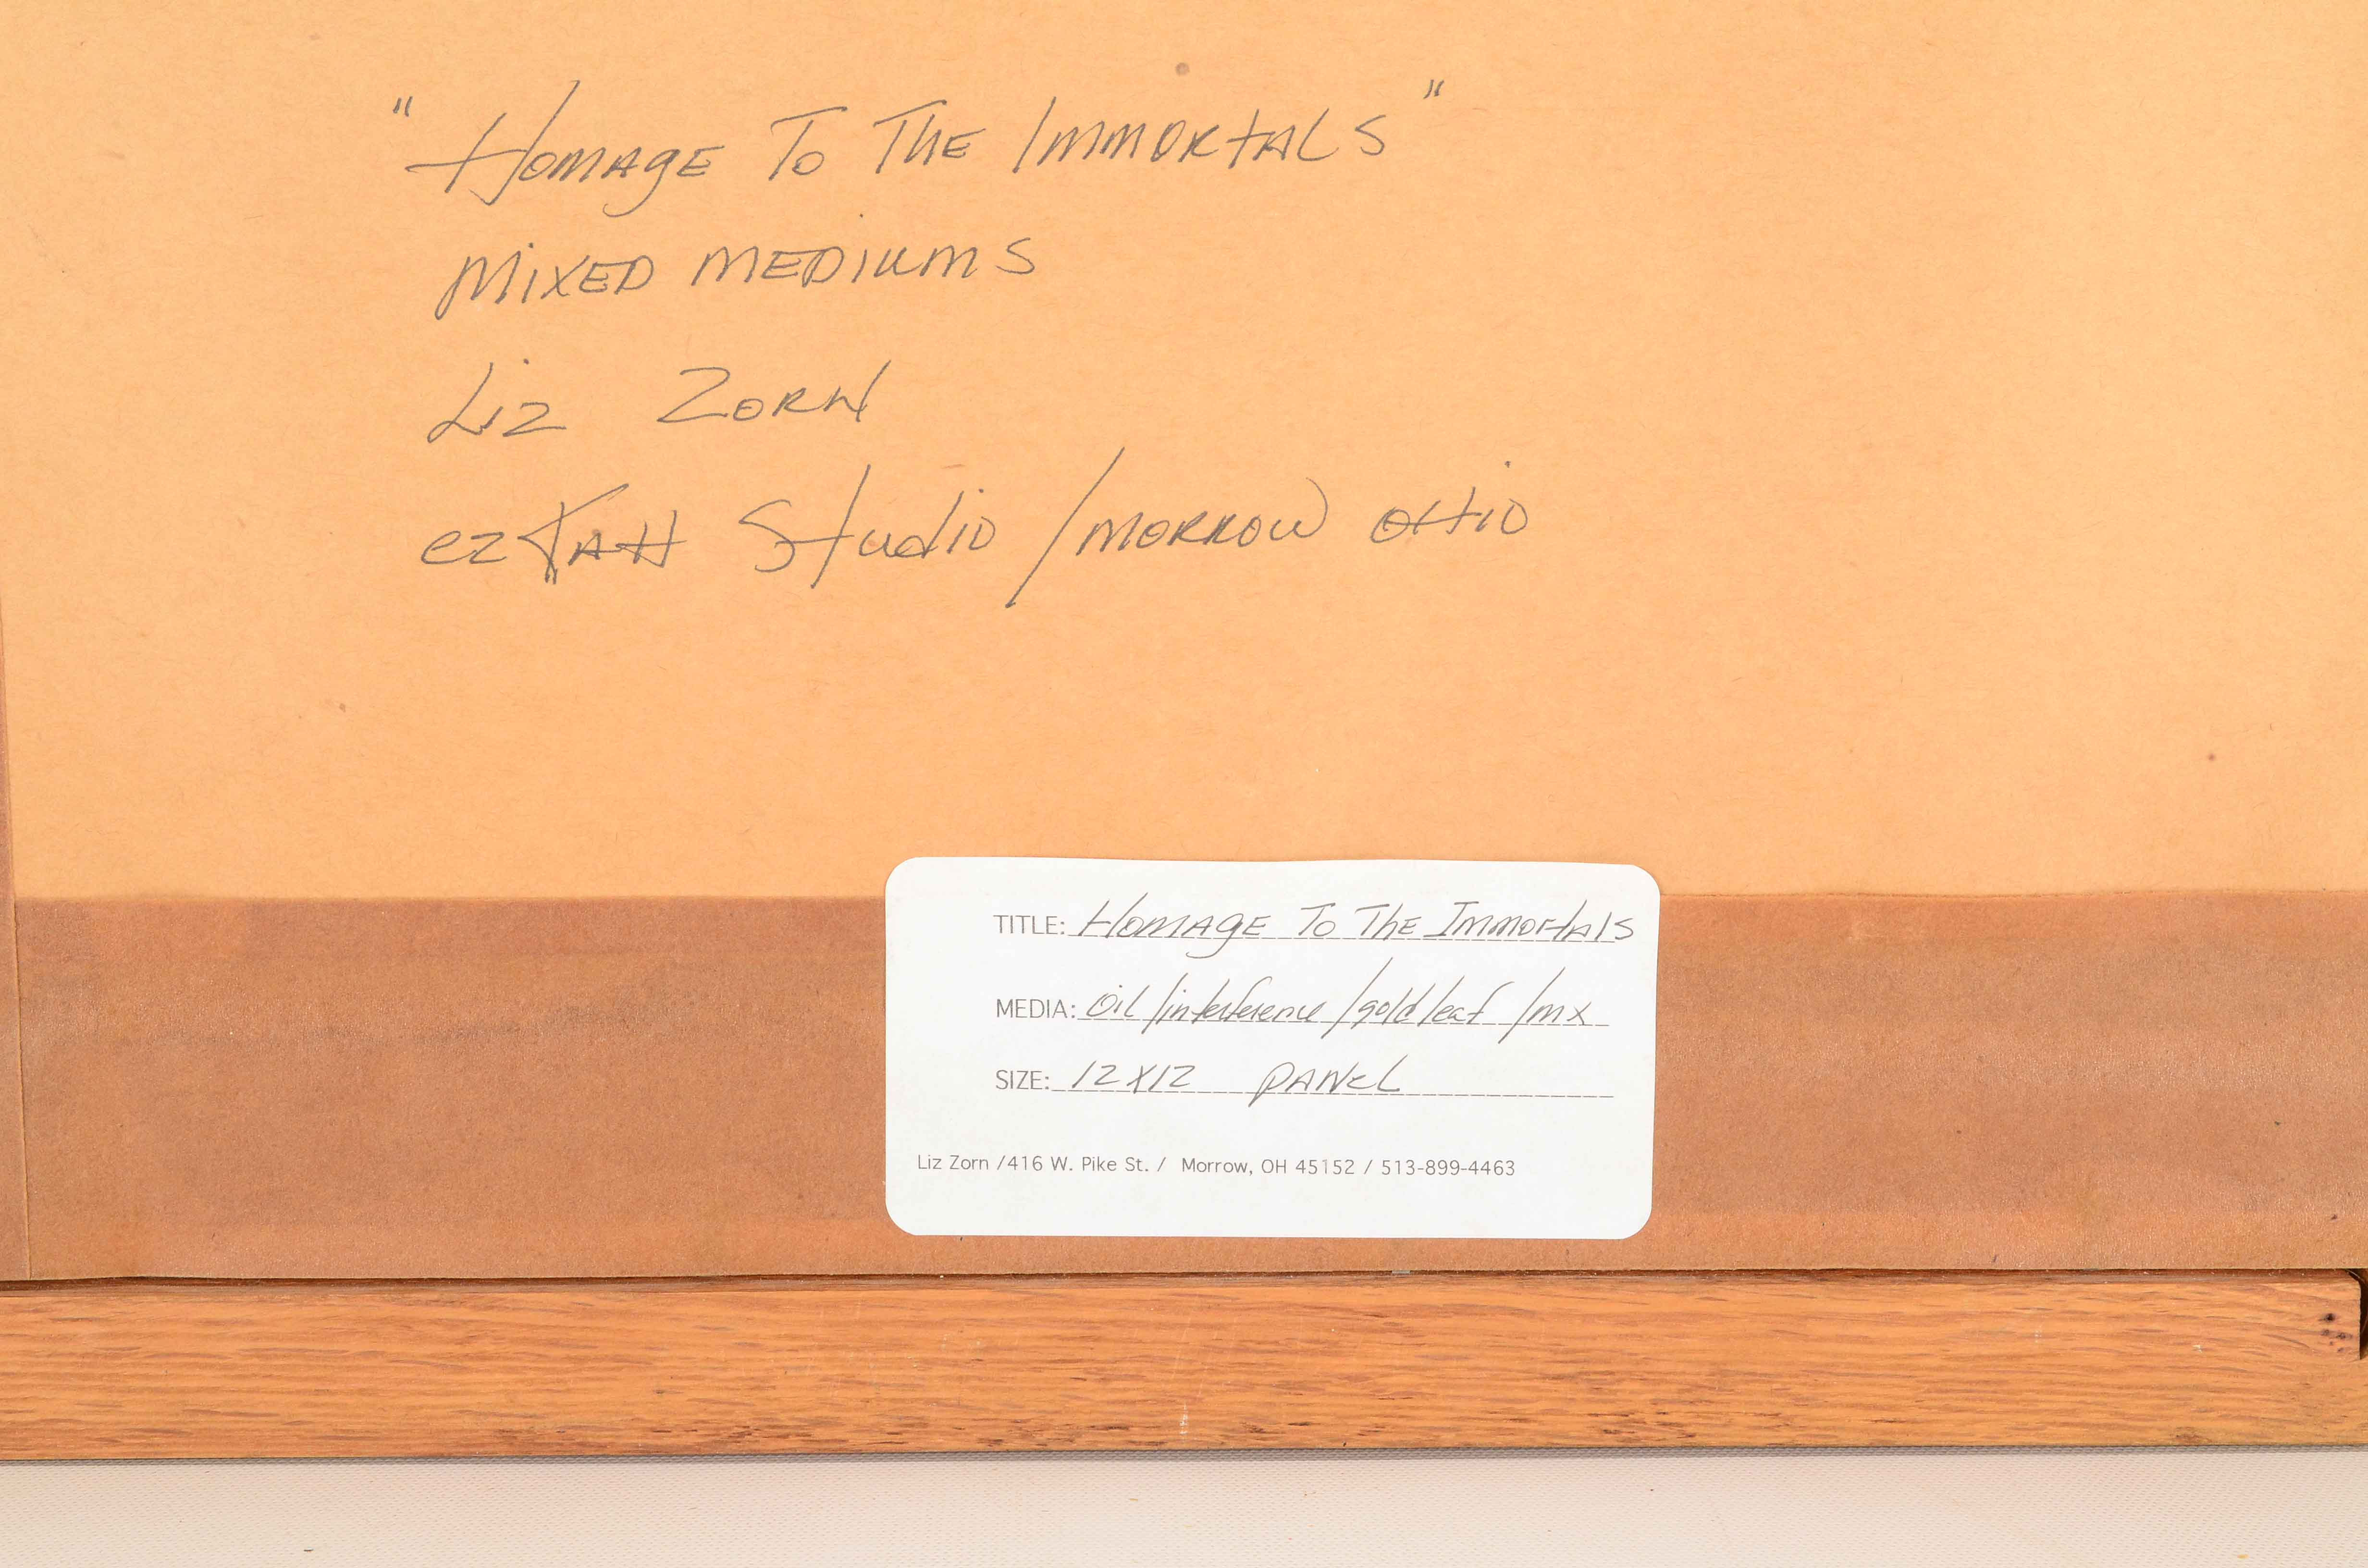 "Homage To The Immortals"
Mixed Mediums
Liz Zorn
Studio / Morrow Ohio
TITLE: Homage To The Immortals
MEDIA: Oil/interference/gold leaf/mx
SIZE: 12x12 PANEL
Liz Zorn /416 W. Pike St. / Morrow, OH 45152 / 513-899-4463